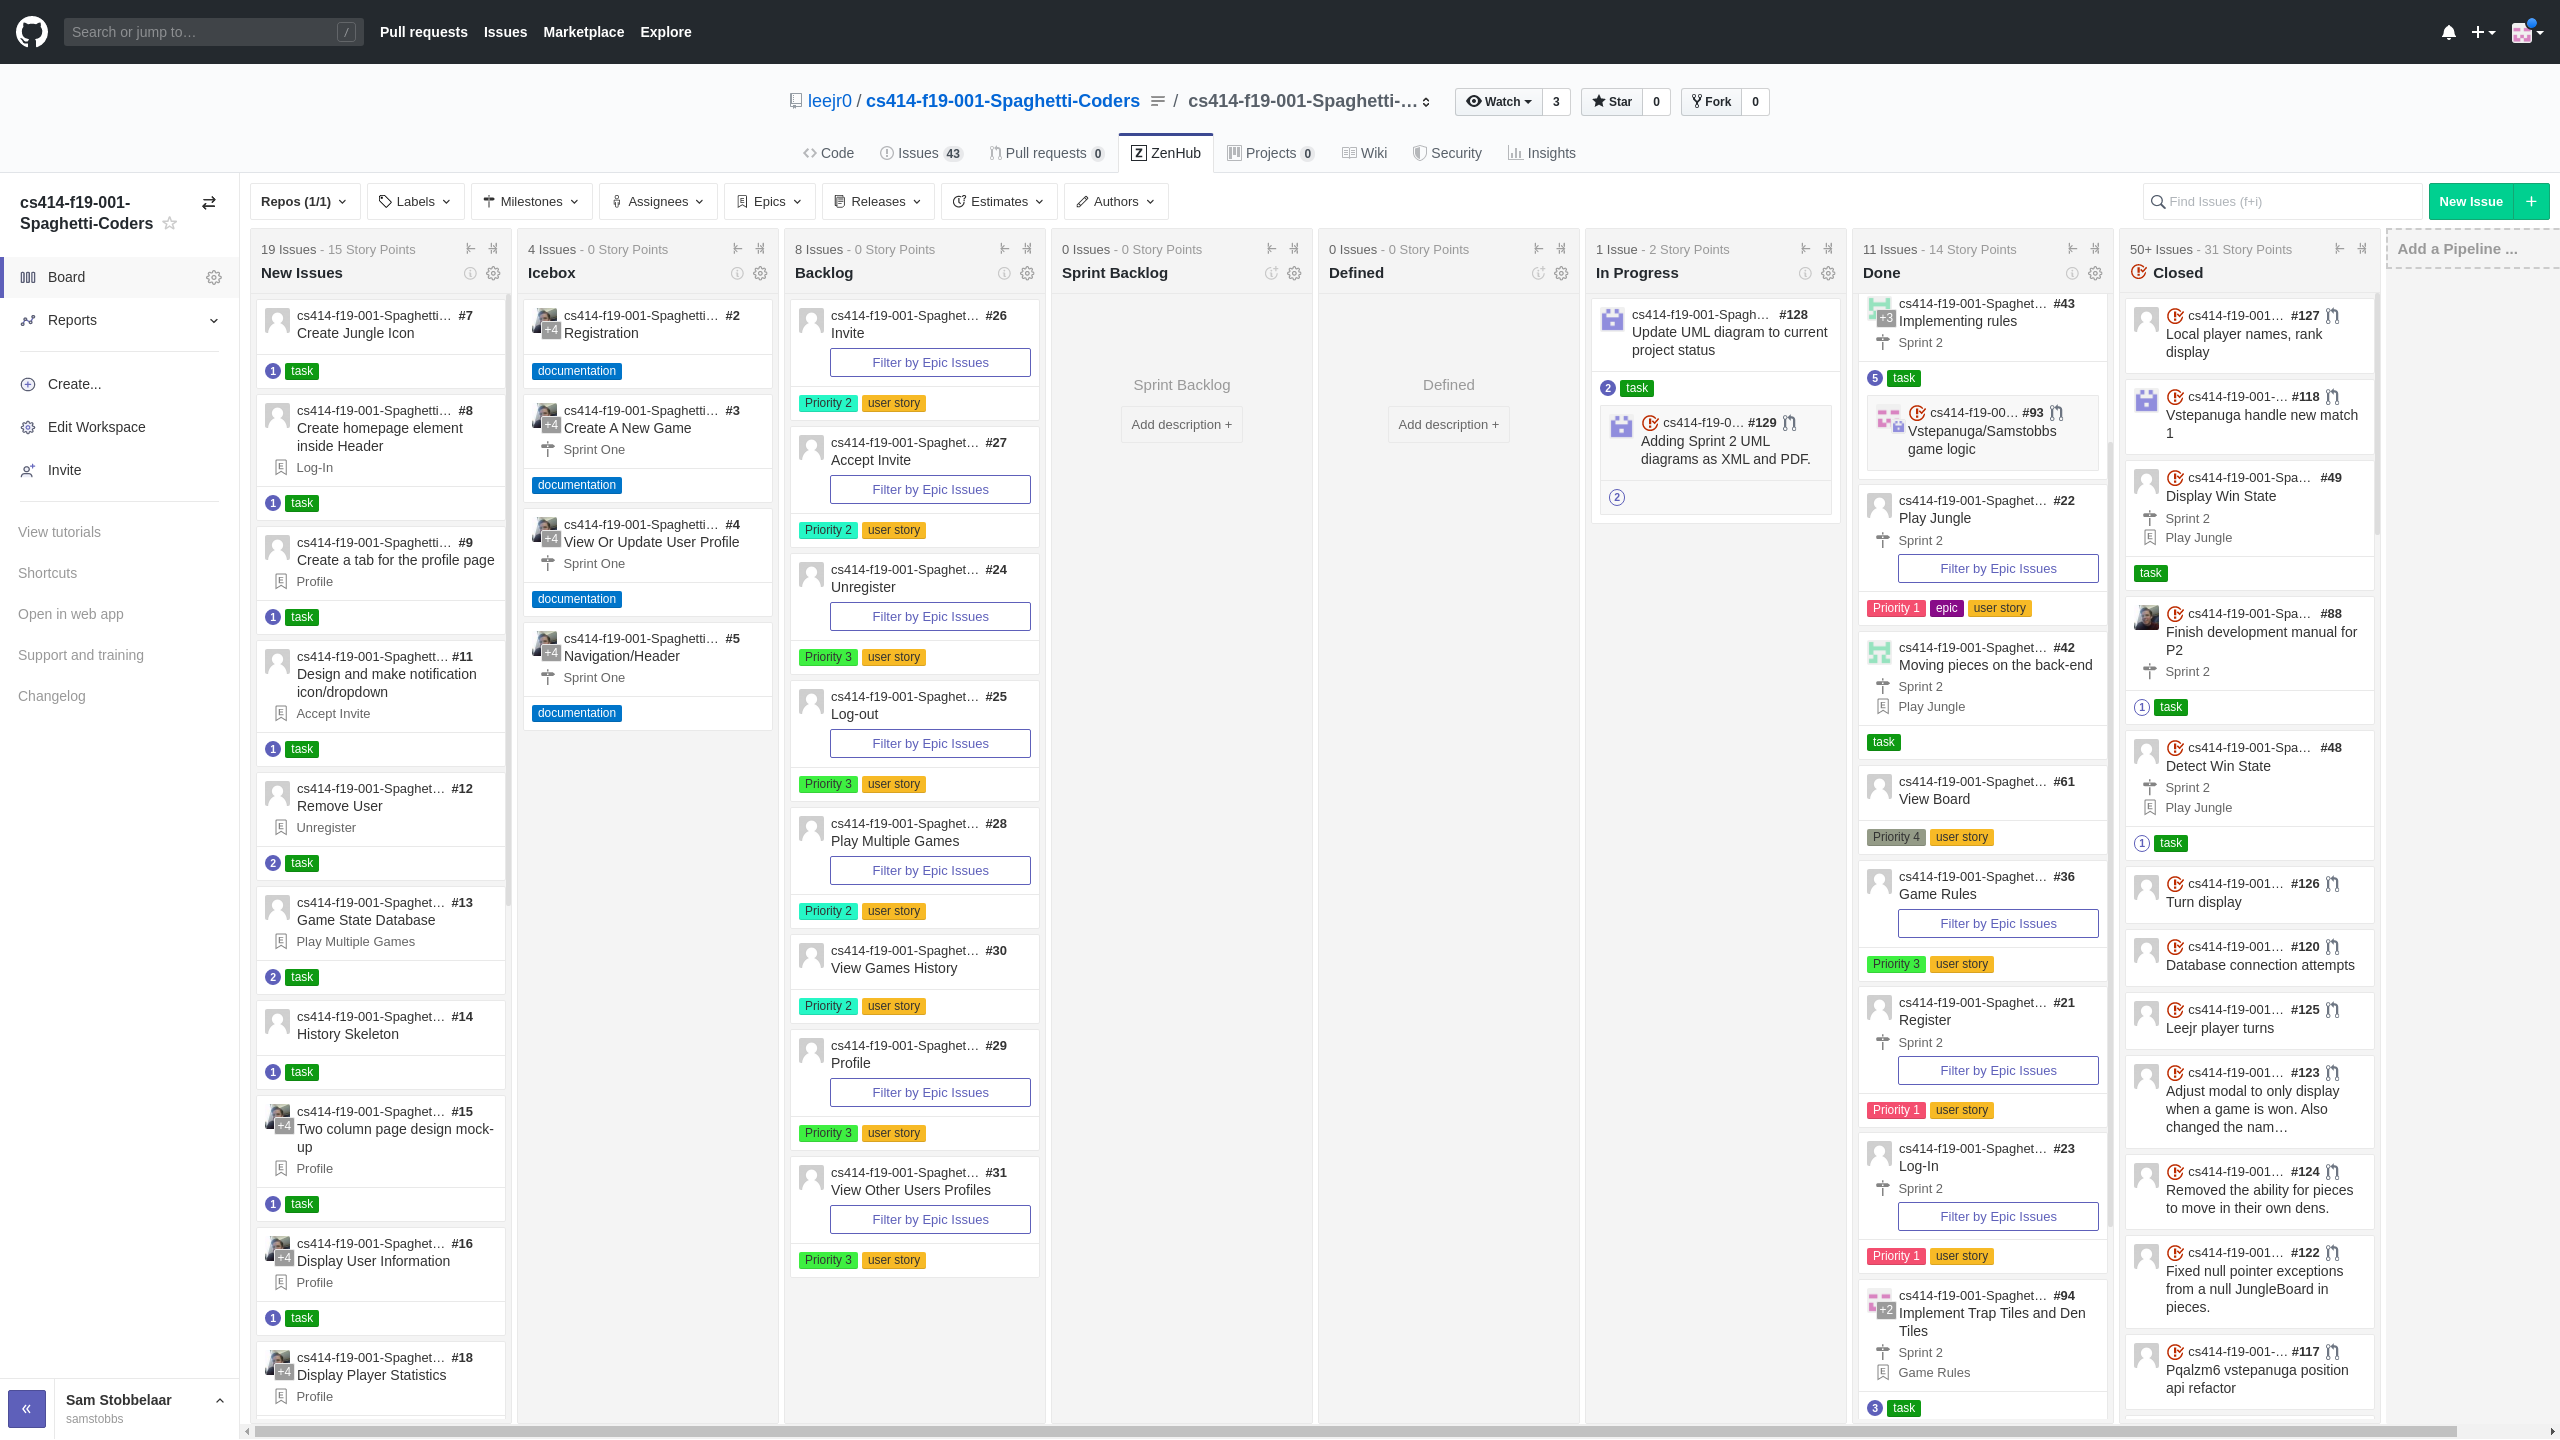 Search or jump to…
/
Pull requests
Issues
Marketplace
Explore
leejr0 / cs414-f19-001-Spaghetti-Coders / cs414-f19-001-Spaghetti-…
Watch 3
Star 0
Fork 0
Code
Issues 43
Pull requests 0
ZenHub
Projects 0
Wiki
Security
Insights
cs414-f19-001-
Spaghetti-Coders
Board
Reports
Create...
Edit Workspace
Invite
View tutorials
Shortcuts
Open in web app
Support and training
Changelog
Sam Stobbelaar
samstobbs
Repos (1/1)
Labels
Milestones
Assignees
Epics
Releases
Estimates
Authors
Find Issues (f+i)
New Issue +
19 Issues - 15 Story Points
New Issues
cs414-f19-001-Spaghetti… #7
Create Jungle Icon
1 task
cs414-f19-001-Spaghetti… #8
Create homepage element
inside Header
Log-In
1 task
cs414-f19-001-Spaghetti… #9
Create a tab for the profile page
Profile
1 task
cs414-f19-001-Spaghett… #11
Design and make notification
icon/dropdown
Accept Invite
1 task
cs414-f19-001-Spaghet… #12
Remove User
Unregister
2 task
cs414-f19-001-Spaghet… #13
Game State Database
Play Multiple Games
2 task
cs414-f19-001-Spaghet… #14
History Skeleton
1 task
+4
cs414-f19-001-Spaghet… #15
Two column page design mock-
up
Profile
1 task
+4
cs414-f19-001-Spaghet… #16
Display User Information
Profile
1 task
+4
cs414-f19-001-Spaghet… #18
Display Player Statistics
Profile
4 Issues - 0 Story Points
Icebox
+4
cs414-f19-001-Spaghetti… #2
Registration
documentation
+4
cs414-f19-001-Spaghetti… #3
Create A New Game
Sprint One
documentation
+4
cs414-f19-001-Spaghetti… #4
View Or Update User Profile
Sprint One
documentation
+4
cs414-f19-001-Spaghetti… #5
Navigation/Header
Sprint One
documentation
8 Issues - 0 Story Points
Backlog
cs414-f19-001-Spaghet… #26
Invite
Filter by Epic Issues
Priority 2 user story
cs414-f19-001-Spaghet… #27
Accept Invite
Filter by Epic Issues
Priority 2 user story
cs414-f19-001-Spaghet… #24
Unregister
Filter by Epic Issues
Priority 3 user story
cs414-f19-001-Spaghet… #25
Log-out
Filter by Epic Issues
Priority 3 user story
cs414-f19-001-Spaghet… #28
Play Multiple Games
Filter by Epic Issues
Priority 2 user story
cs414-f19-001-Spaghet… #30
View Games History
Priority 2 user story
cs414-f19-001-Spaghet… #29
Profile
Filter by Epic Issues
Priority 3 user story
cs414-f19-001-Spaghet… #31
View Other Users Profiles
Filter by Epic Issues
Priority 3 user story
0 Issues - 0 Story Points
Sprint Backlog
Sprint Backlog
Add description +
0 Issues - 0 Story Points
Defined
Defined
Add description +
1 Issue - 2 Story Points
In Progress
cs414-f19-001-Spagh… #128
Update UML diagram to current
project status
2 task
cs414-f19-0… #129
Adding Sprint 2 UML
diagrams as XML and PDF.
2
11 Issues - 14 Story Points
Done
+3
cs414-f19-001-Spaghet… #43
Implementing rules
Sprint 2
5 task
cs414-f19-00… #93
Vstepanuga/Samstobbs
game logic
cs414-f19-001-Spaghet… #22
Play Jungle
Sprint 2
Filter by Epic Issues
Priority 1 epic user story
cs414-f19-001-Spaghet… #42
Moving pieces on the back-end
Sprint 2
Play Jungle
task
cs414-f19-001-Spaghet… #61
View Board
Priority 4 user story
cs414-f19-001-Spaghet… #36
Game Rules
Filter by Epic Issues
Priority 3 user story
cs414-f19-001-Spaghet… #21
Register
Sprint 2
Filter by Epic Issues
Priority 1 user story
cs414-f19-001-Spaghet… #23
Log-In
Sprint 2
Filter by Epic Issues
Priority 1 user story
+2
cs414-f19-001-Spaghet… #94
Implement Trap Tiles and Den
Tiles
Sprint 2
Game Rules
3 task
50+ Issues - 31 Story Points
Closed
cs414-f19-001… #127
Local player names, rank
display
cs414-f19-001-… #118
Vstepanuga handle new match
1
cs414-f19-001-Spa… #49
Display Win State
Sprint 2
Play Jungle
task
cs414-f19-001-Spa… #88
Finish development manual for
P2
Sprint 2
1 task
cs414-f19-001-Spa… #48
Detect Win State
Sprint 2
Play Jungle
1 task
cs414-f19-001… #126
Turn display
cs414-f19-001… #120
Database connection attempts
cs414-f19-001… #125
Leejr player turns
cs414-f19-001… #123
Adjust modal to only display
when a game is won. Also
changed the nam…
cs414-f19-001… #124
Removed the ability for pieces
to move in their own dens.
cs414-f19-001… #122
Fixed null pointer exceptions
from a null JungleBoard in
pieces.
cs414-f19-001-… #117
Pqalzm6 vstepanuga position
api refactor
Add a Pipeline ...